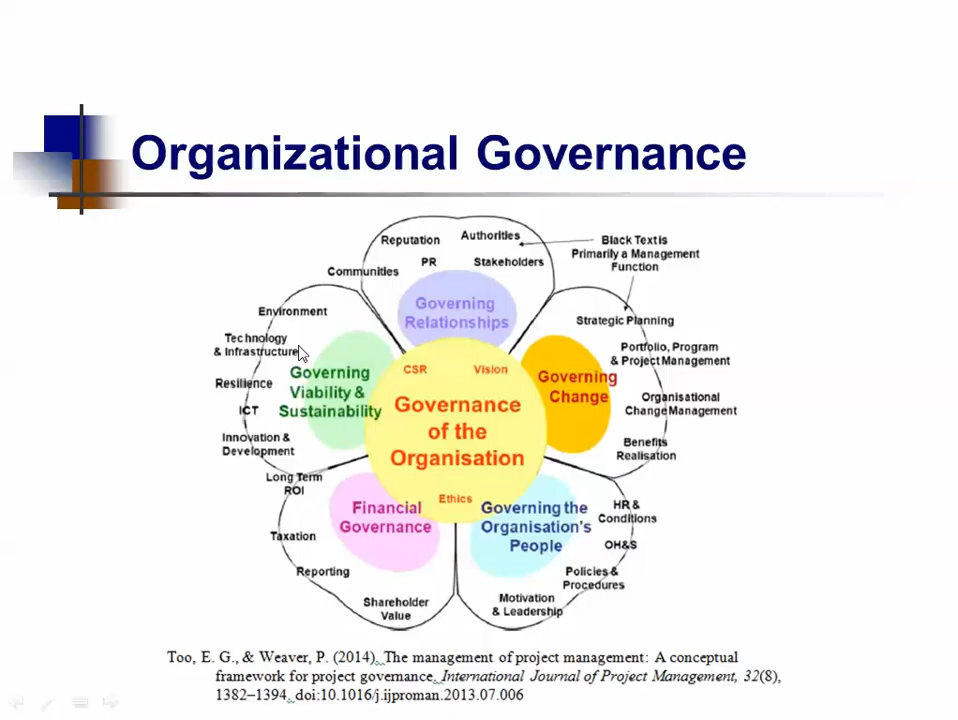 Organizational Governance
Reputation
Authorities
PR
Stakeholders
Communities
Black Text is
Primarily a Management
Function
Governing
Relationships
Environment
Technology
& Infrastructure
Resilience
ICT
Innovation &
Development
Governing
Viability &
Sustainability
Strategic Planning
Portfolio, Program
& Project Management
Organisational
Change Management
Benefits
Realisation
Governing
Change
CSR
Vision
Governance
of the
Organisation
Ethics
Long Term
ROI
Taxation
Reporting
Shareholder
Value
Financial
Governance
Governing the
Organisation's
People
HR &
Conditions
OH&S
Policies &
Procedures
Motivation
& Leadership
Too, E. G., & Weaver, P. (2014). The management of project management: A conceptual
framework for project governance. International Journal of Project Management, 32(8),
1382–1394. doi:10.1016/j.ijproman.2013.07.006